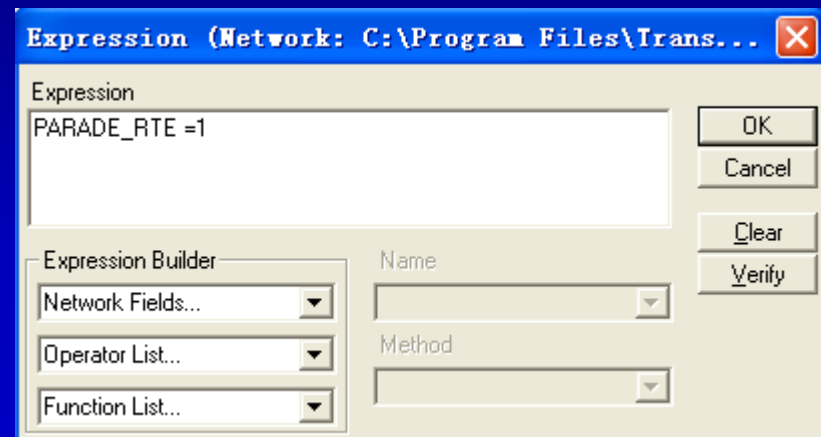 Expression (Network: C:\Program Files\Trans...
Expression
PARADE_RTE =1
OK
Cancel
Clear
Verify
Expression Builder
Network Fields...
Operator List...
Function List...
Name
Method